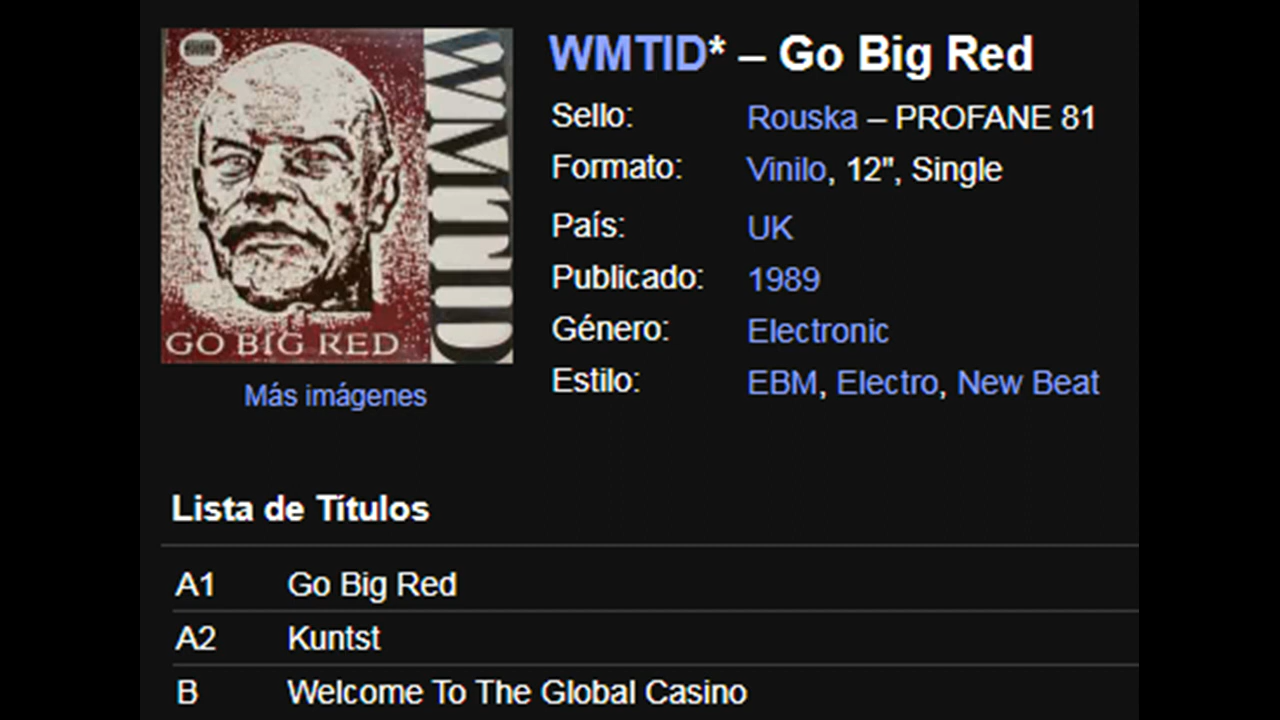 WMTID* – Go Big Red
Sello: Rouska – PROFANE 81
Formato: Vinilo, 12", Single
País: UK
Publicado: 1989
Género: Electronic
Estilo: EBM, Electro, New Beat
WMTID
GO BIG RED
Más imágenes
Lista de Títulos
A1 Go Big Red
A2 Kuntst
B Welcome To The Global Casino